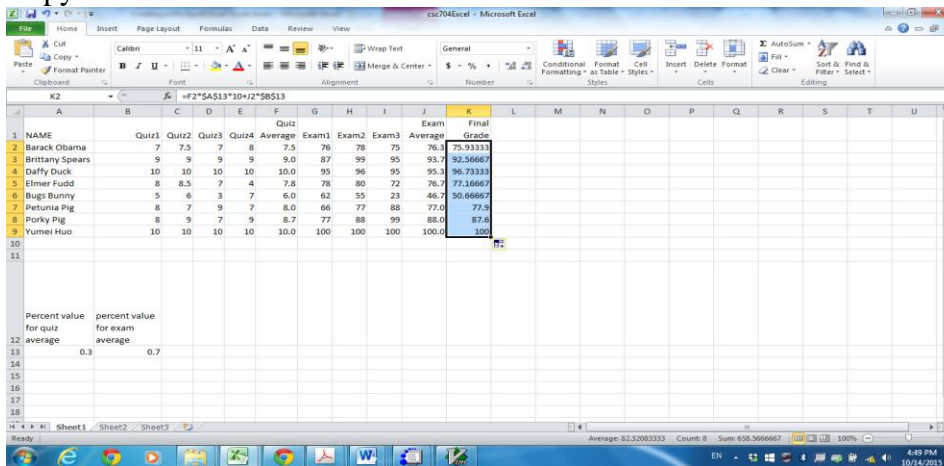 csc704Excel - Microsoft Excel
File Home Insert Page Layout Formulas Data Review View
Cut Calibri 11 Wrap Text General AutoSum
Copy Fill
Paste Format Painter B I U Merge & Center $ % , Conditional Formatting Format as Table Cell Styles Insert Delete Format Clear Sort & Filter Find & Select
Clipboard Font Alignment Number Styles Cells Editing
K2 fx =F2*$A$13*10+J2*$B$13
A B C D E F G H I J K L M N O P Q R S T U
1 NAME Quiz1 Quiz2 Quiz3 Quiz4 Quiz Average Exam1 Exam2 Exam3 Exam Average Final Grade
2 Barack Obama 7 7.5 7 8 7.5 76 78 75 76.3 75.93333
3 Brittany Spears 9 9 9 9 9.0 87 99 95 93.7 92.56667
4 Daffy Duck 10 10 10 10 10.0 95 96 95 95.3 96.73333
5 Elmer Fudd 8 8.5 7 4 7.8 78 80 72 76.7 77.16667
6 Bugs Bunny 5 6 3 7 6.0 62 55 23 46.7 50.66667
7 Petunia Pig 8 7 9 7 8.0 66 77 88 77.0 77.9
8 Porky Pig 8 9 7 9 8.7 77 88 99 88.0 87.6
9 Yumei Huo 10 10 10 10 10.0 100 100 100 100.0 100
10
11
12 Percent value for quiz average percent value for exam average
13 0.3 0.7
14
15
16
17
18
Sheet1 Sheet2 Sheet3
Ready Average: 82.32083333 Count: 8 Sum: 658.5666667 100%
EN 4:49 PM
10/14/2015